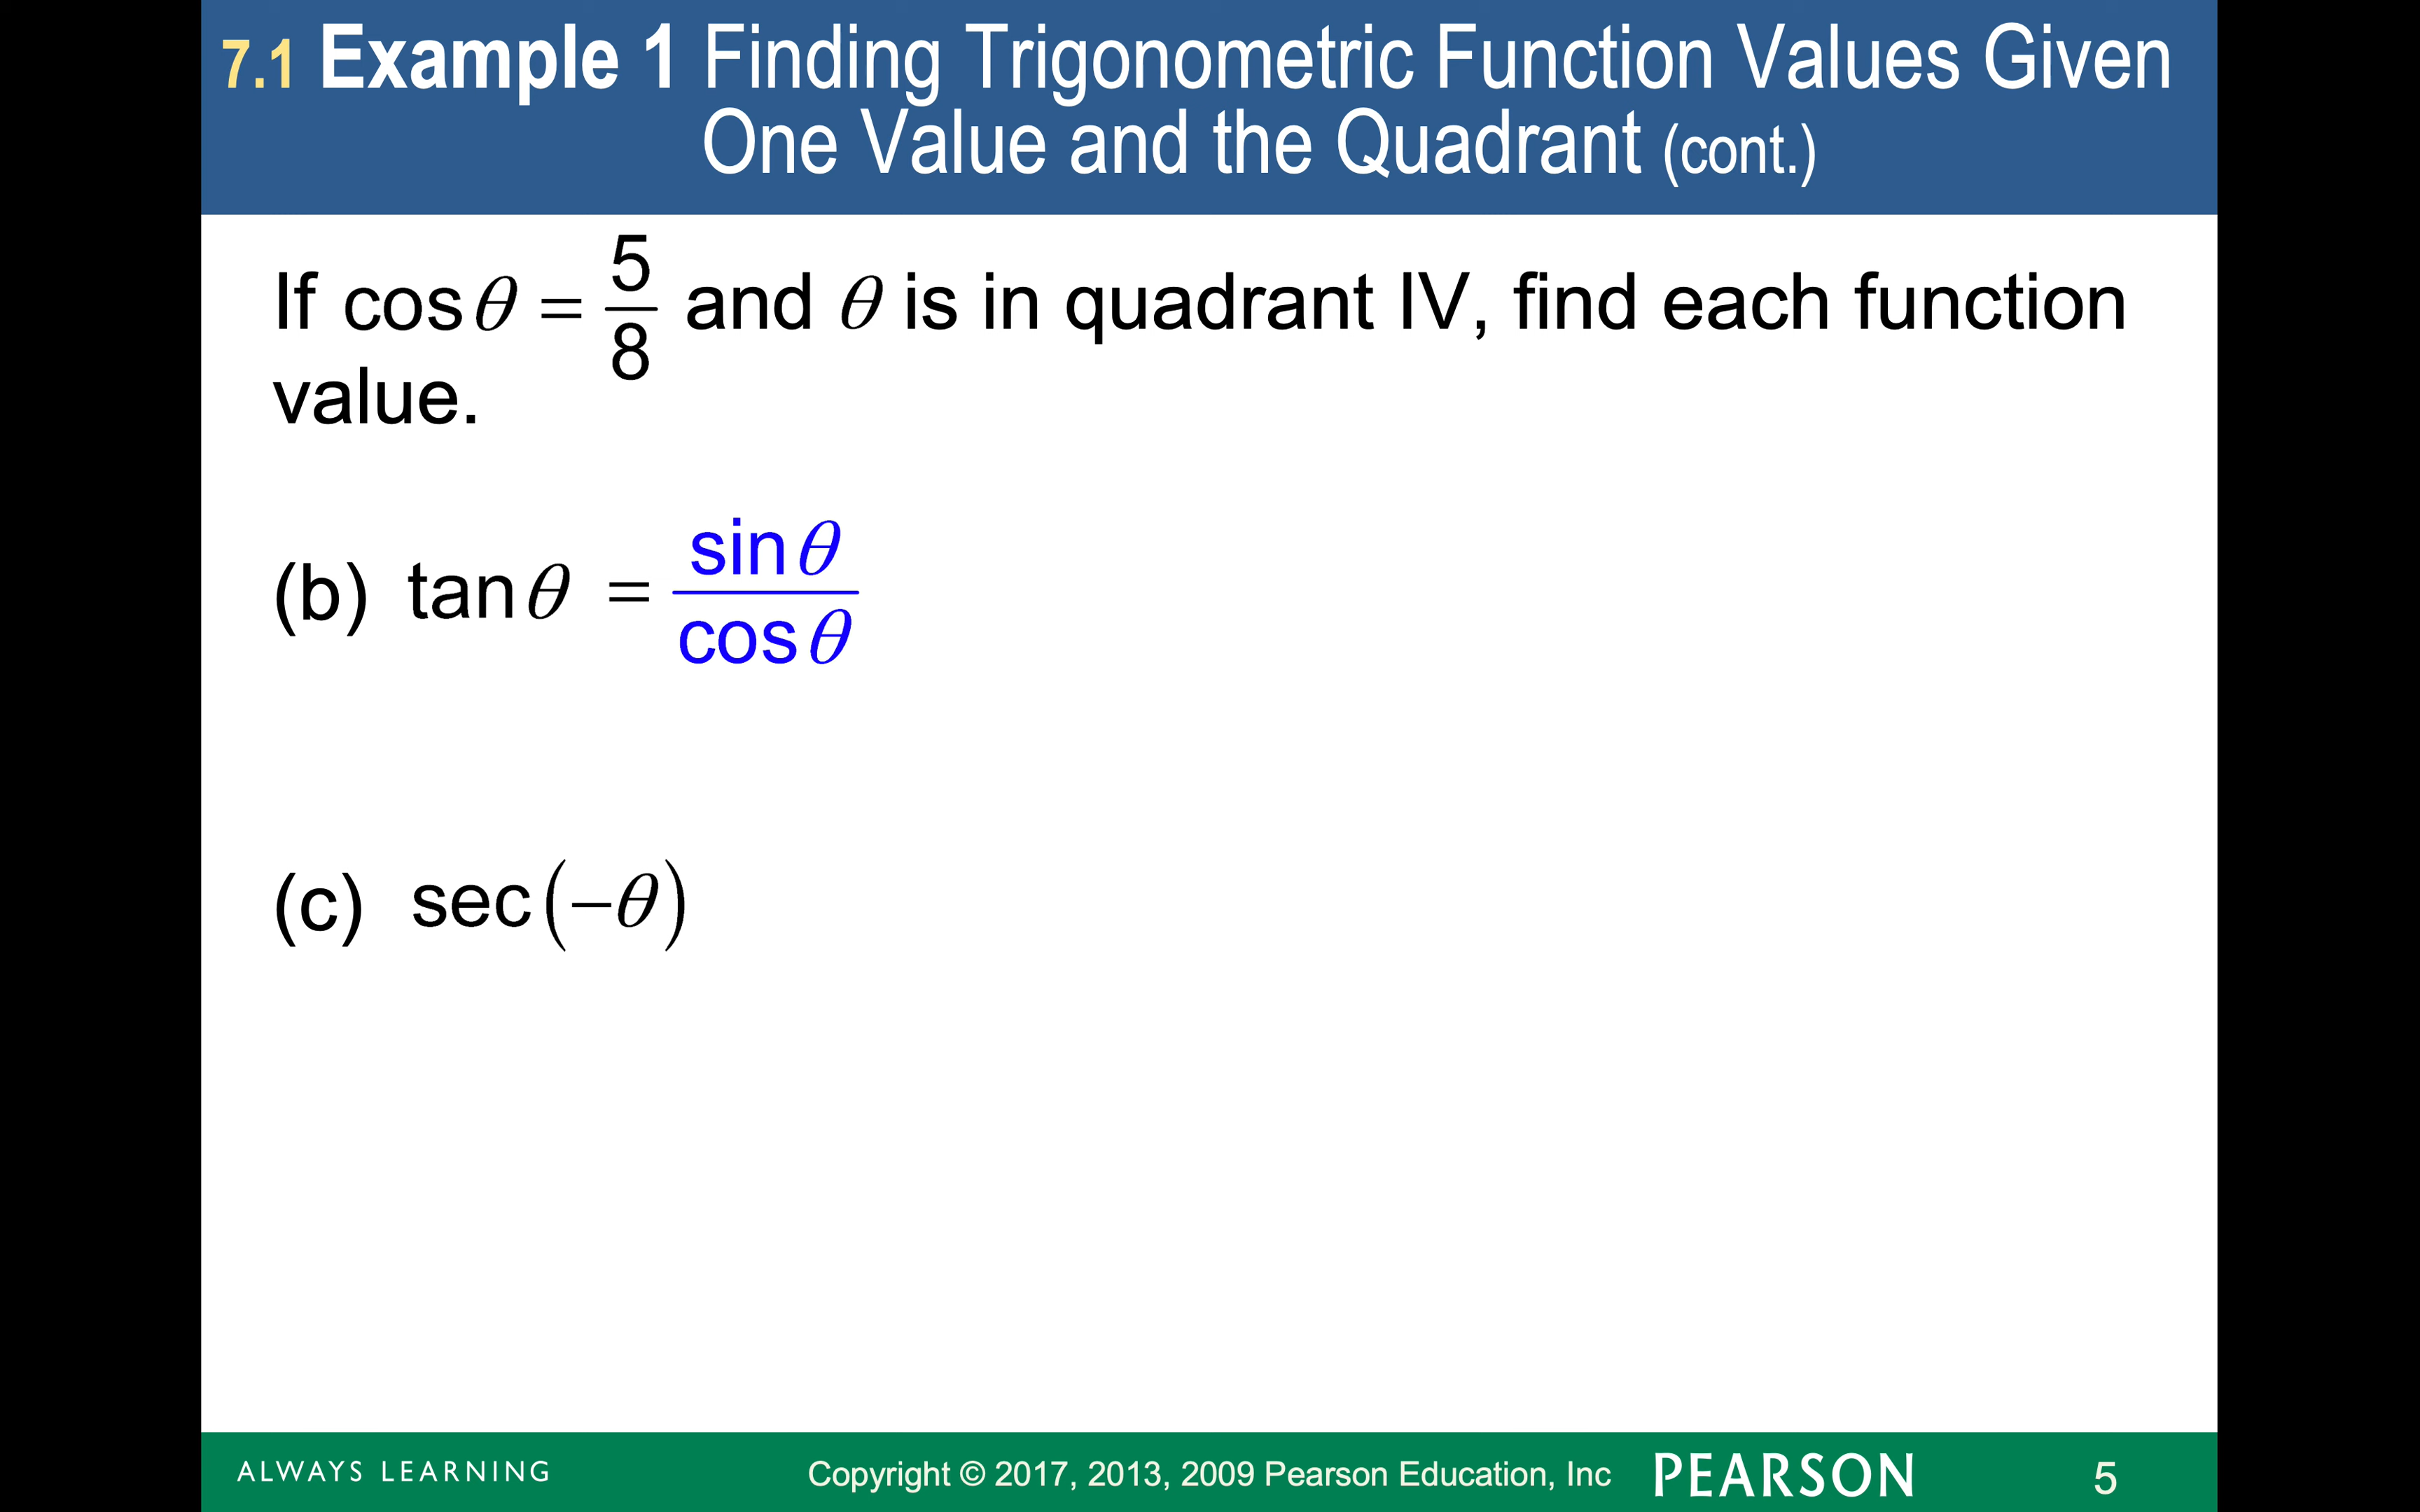 7.1 Example 1 Finding Trigonometric Function Values Given
One Value and the Quadrant (cont.)
If cos θ = 5/8 and θ is in quadrant IV, find each function
value.
(b) tan θ = sin θ / cos θ
(c) sec(−θ)
ALWAYS LEARNING Copyright © 2017, 2013, 2009 Pearson Education, Inc PEARSON 5